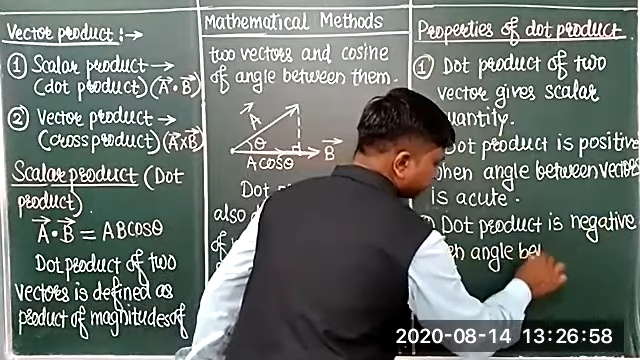 Vector product :→
① Scalar product →
(dot product) (A⃗·B⃗)
② Vector product →
(cross product) (A⃗×B⃗)
Scalar product (Dot
product)
A⃗·B⃗ = ABcosθ
Dot product of two
vectors is defined as
product of magnitudes of
Mathematical Methods
two vectors and cosine
of angle between them.
A
θ
Acosθ
B⃗
Dot
also
of
Properties of dot product
① Dot product of two
vector gives scalar
quantity.
Dot product is positive
when angle between vectors
is acute.
Dot product is negative
angle bet
2020-08-14 13:26:58